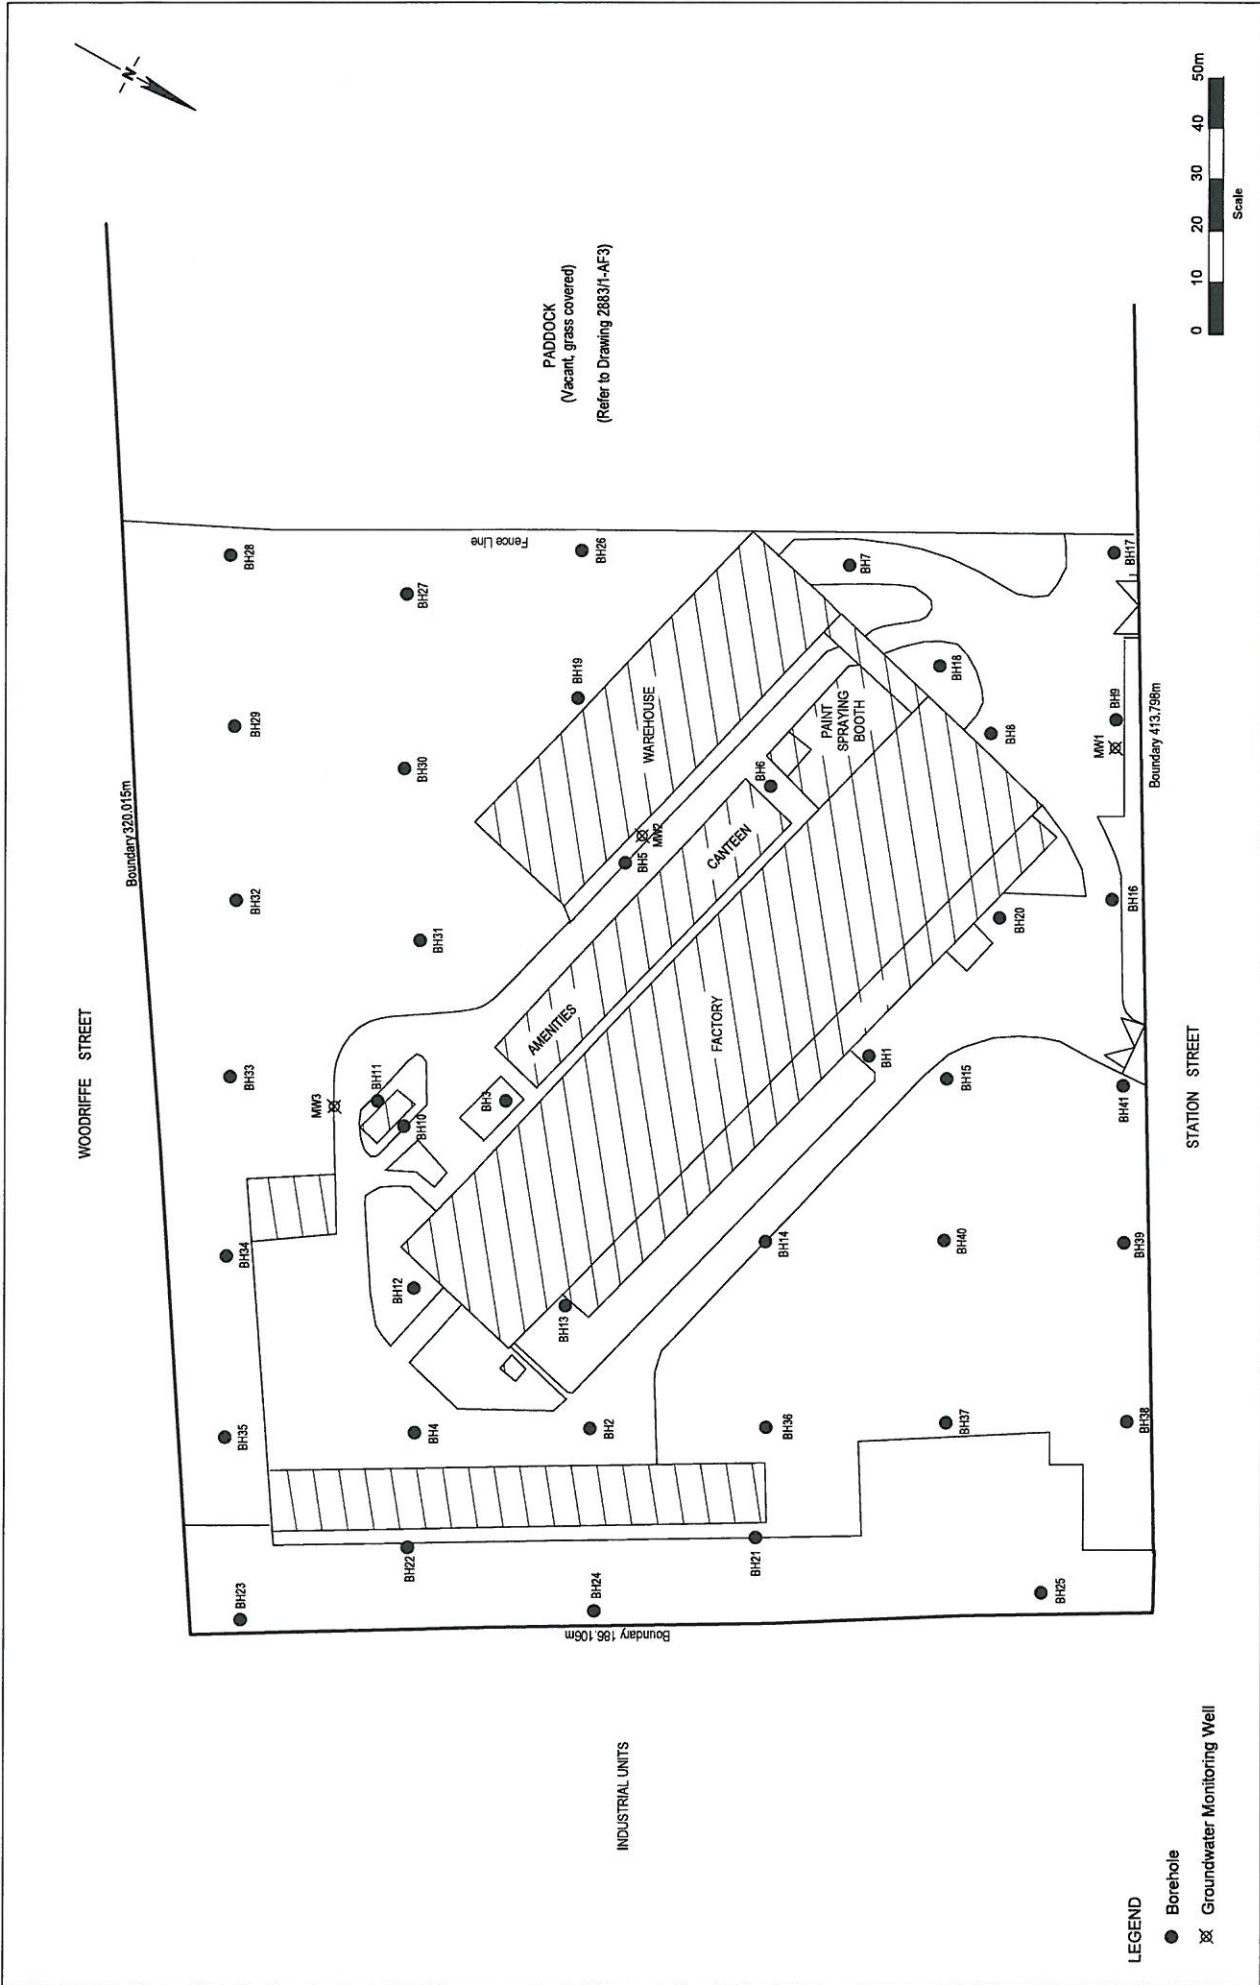 N
WOODRIFFE STREET
Boundary 320.015m
PADDOCK
(Vacant, grass covered)
(Refer to Drawing 2883/1-AF3)
Fence Line
BH23
BH35
BH34
BH33
BH32
BH29
BH28
MW3
BH11
BH10
BH31
BH30
BH27
BH22
BH4
BH12
BH3
AMENITIES
BH5
MW2
BH19
BH26
WAREHOUSE
CANTEEN
BH6
PAINT
SPRAYING
BOOTH
FACTORY
BH24
BH2
BH13
Boundary 186.106m
INDUSTRIAL UNITS
BH21
BH36
BH14
BH1
BH7
BH18
BH8
BH20
BH15
BH40
BH37
BH25
BH38
BH39
BH41
BH16
MW1
BH9
BH17
Boundary 413.798m
STATION STREET
LEGEND
Borehole
Groundwater Monitoring Well
0 10 20 30 40 50m
Scale